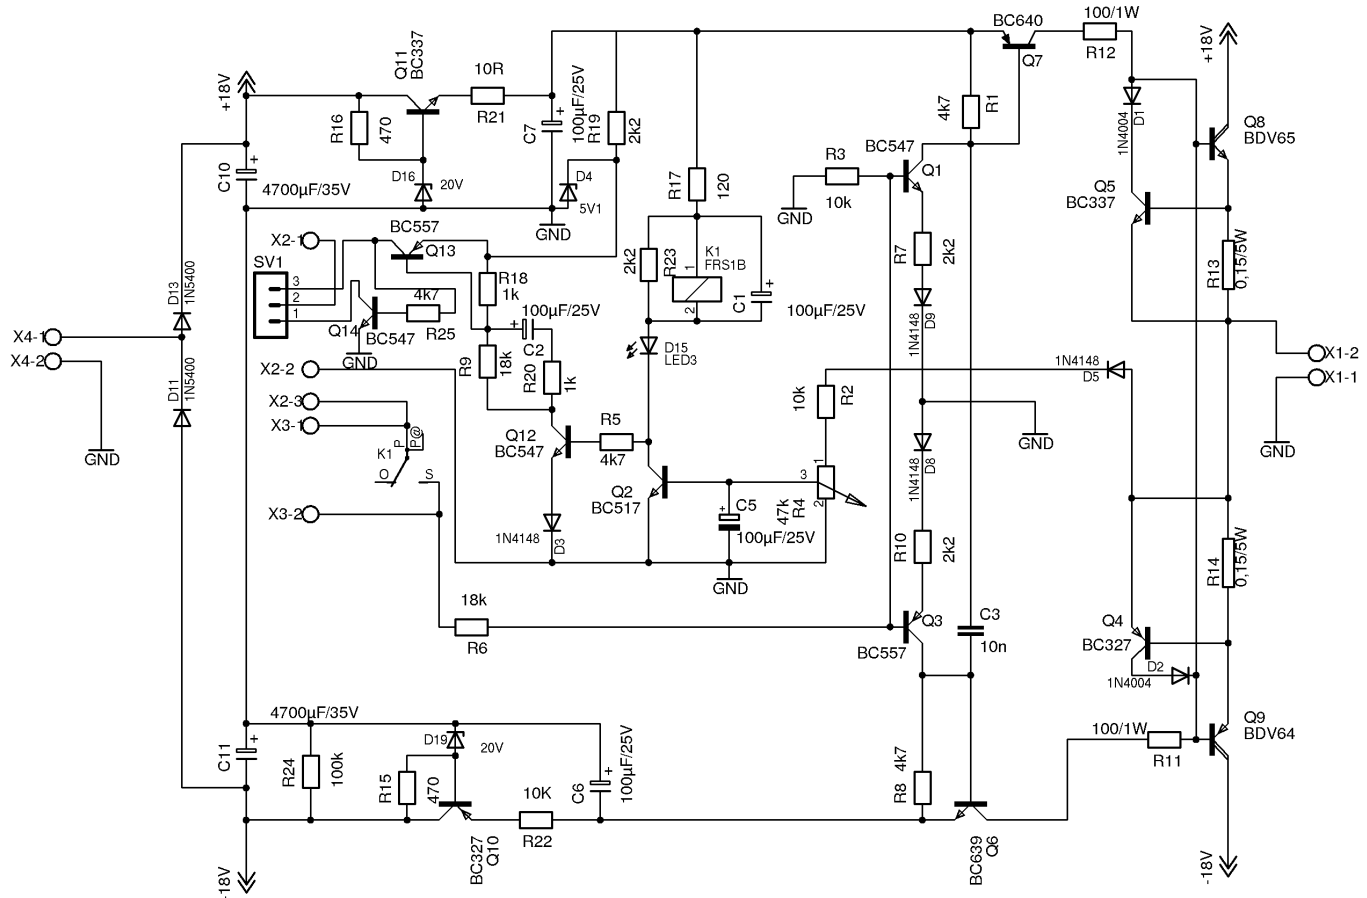 BC640
100/1W
R12
Q7
+18V
Q11
BC337
10R
R21
+18V
R16
470
D16
20V
C10
4700µF/35V
C7
100µF/25V
+
R19
2k2
D4
5V1
GND
R17
120
4k7
R1
BC547
Q1
R3
10k
GND
D1
1N4004
Q8
BDV65
Q5
BC337
R13
0,15/5W
X2-1
BC557
Q13
SV1
3
2
1
4k7
R25
Q14
BC547
GND
R18
1k
100µF/25V
+
C2
R9
18k
R20
1k
2k2
R23
K1
FRS1B
1
2
C1
+
100µF/25V
R7
2k2
1N4148
D9
D13
1N5400
D11
1N5400
X4-1
X4-2
GND
X2-2
X2-3
X3-1
X3-2
K1
P
P@
O
S
D15
LED3
R5
4k7
Q12
BC547
Q2
BC517
1N4148
D3
10k
R2
1
3
2
47k
R4
+
C5
100µF/25V
GND
1N4148
D8
GND
1N4148
D5
X1-2
X1-1
GND
R10
2k2
R14
0,15/5W
18k
R6
Q3
BC557
C3
10n
Q4
BC327
D2
1N4004
4700µF/35V
C11
+
R24
100k
D19
20V
R15
470
10K
R22
BC327
Q10
C6
+
100µF/25V
4k7
R8
BC639
Q6
100/1W
R11
Q9
BDV64
-18V
-18V